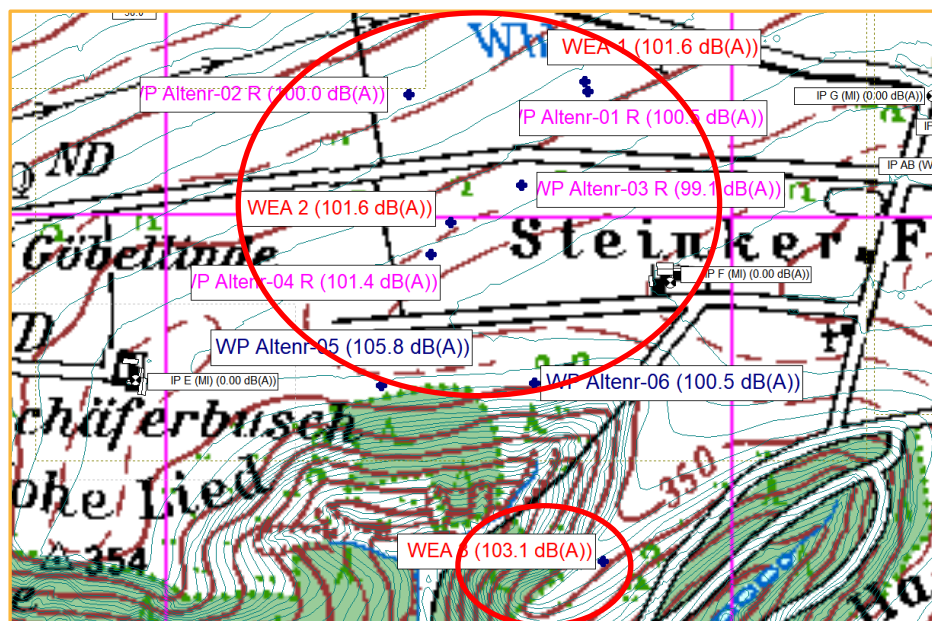 WEA 1 (101.6 dB(A))
/P Altenr-02 R (100.0 dB(A))
IP G (MI) (0.00 dB(A))
/P Altenr-01 R (100.5 dB(A))
ND
IP AB (W
WP Altenr-03 R (99.1 dB(A))
WEA 2 (101.6 dB(A))
Steinker.F
Göbellinde
/P Altenr-04 R (101.4 dB(A))
IP F (MI) (0.00 dB(A))
D
WP Altenr-05 (105.8 dB(A))
IP E (MI) (0.00 dB(A))
WP Altenr-06 (100.5 dB(A))
chäferbusch
ohe Lied
350
WEA 3 (103.1 dB(A))
354
e
Ha